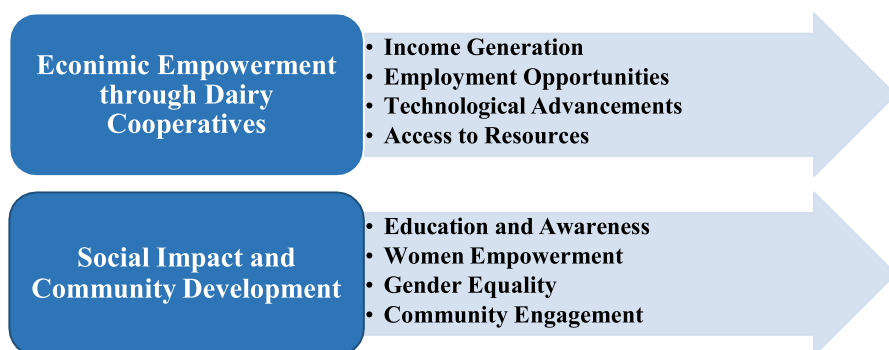 Econimic Empowerment
through Dairy
Cooperatives
• Income Generation
• Employment Opportunities
• Technological Advancements
• Access to Resources
Social Impact and
Community Development
• Education and Awareness
• Women Empowerment
• Gender Equality
• Community Engagement